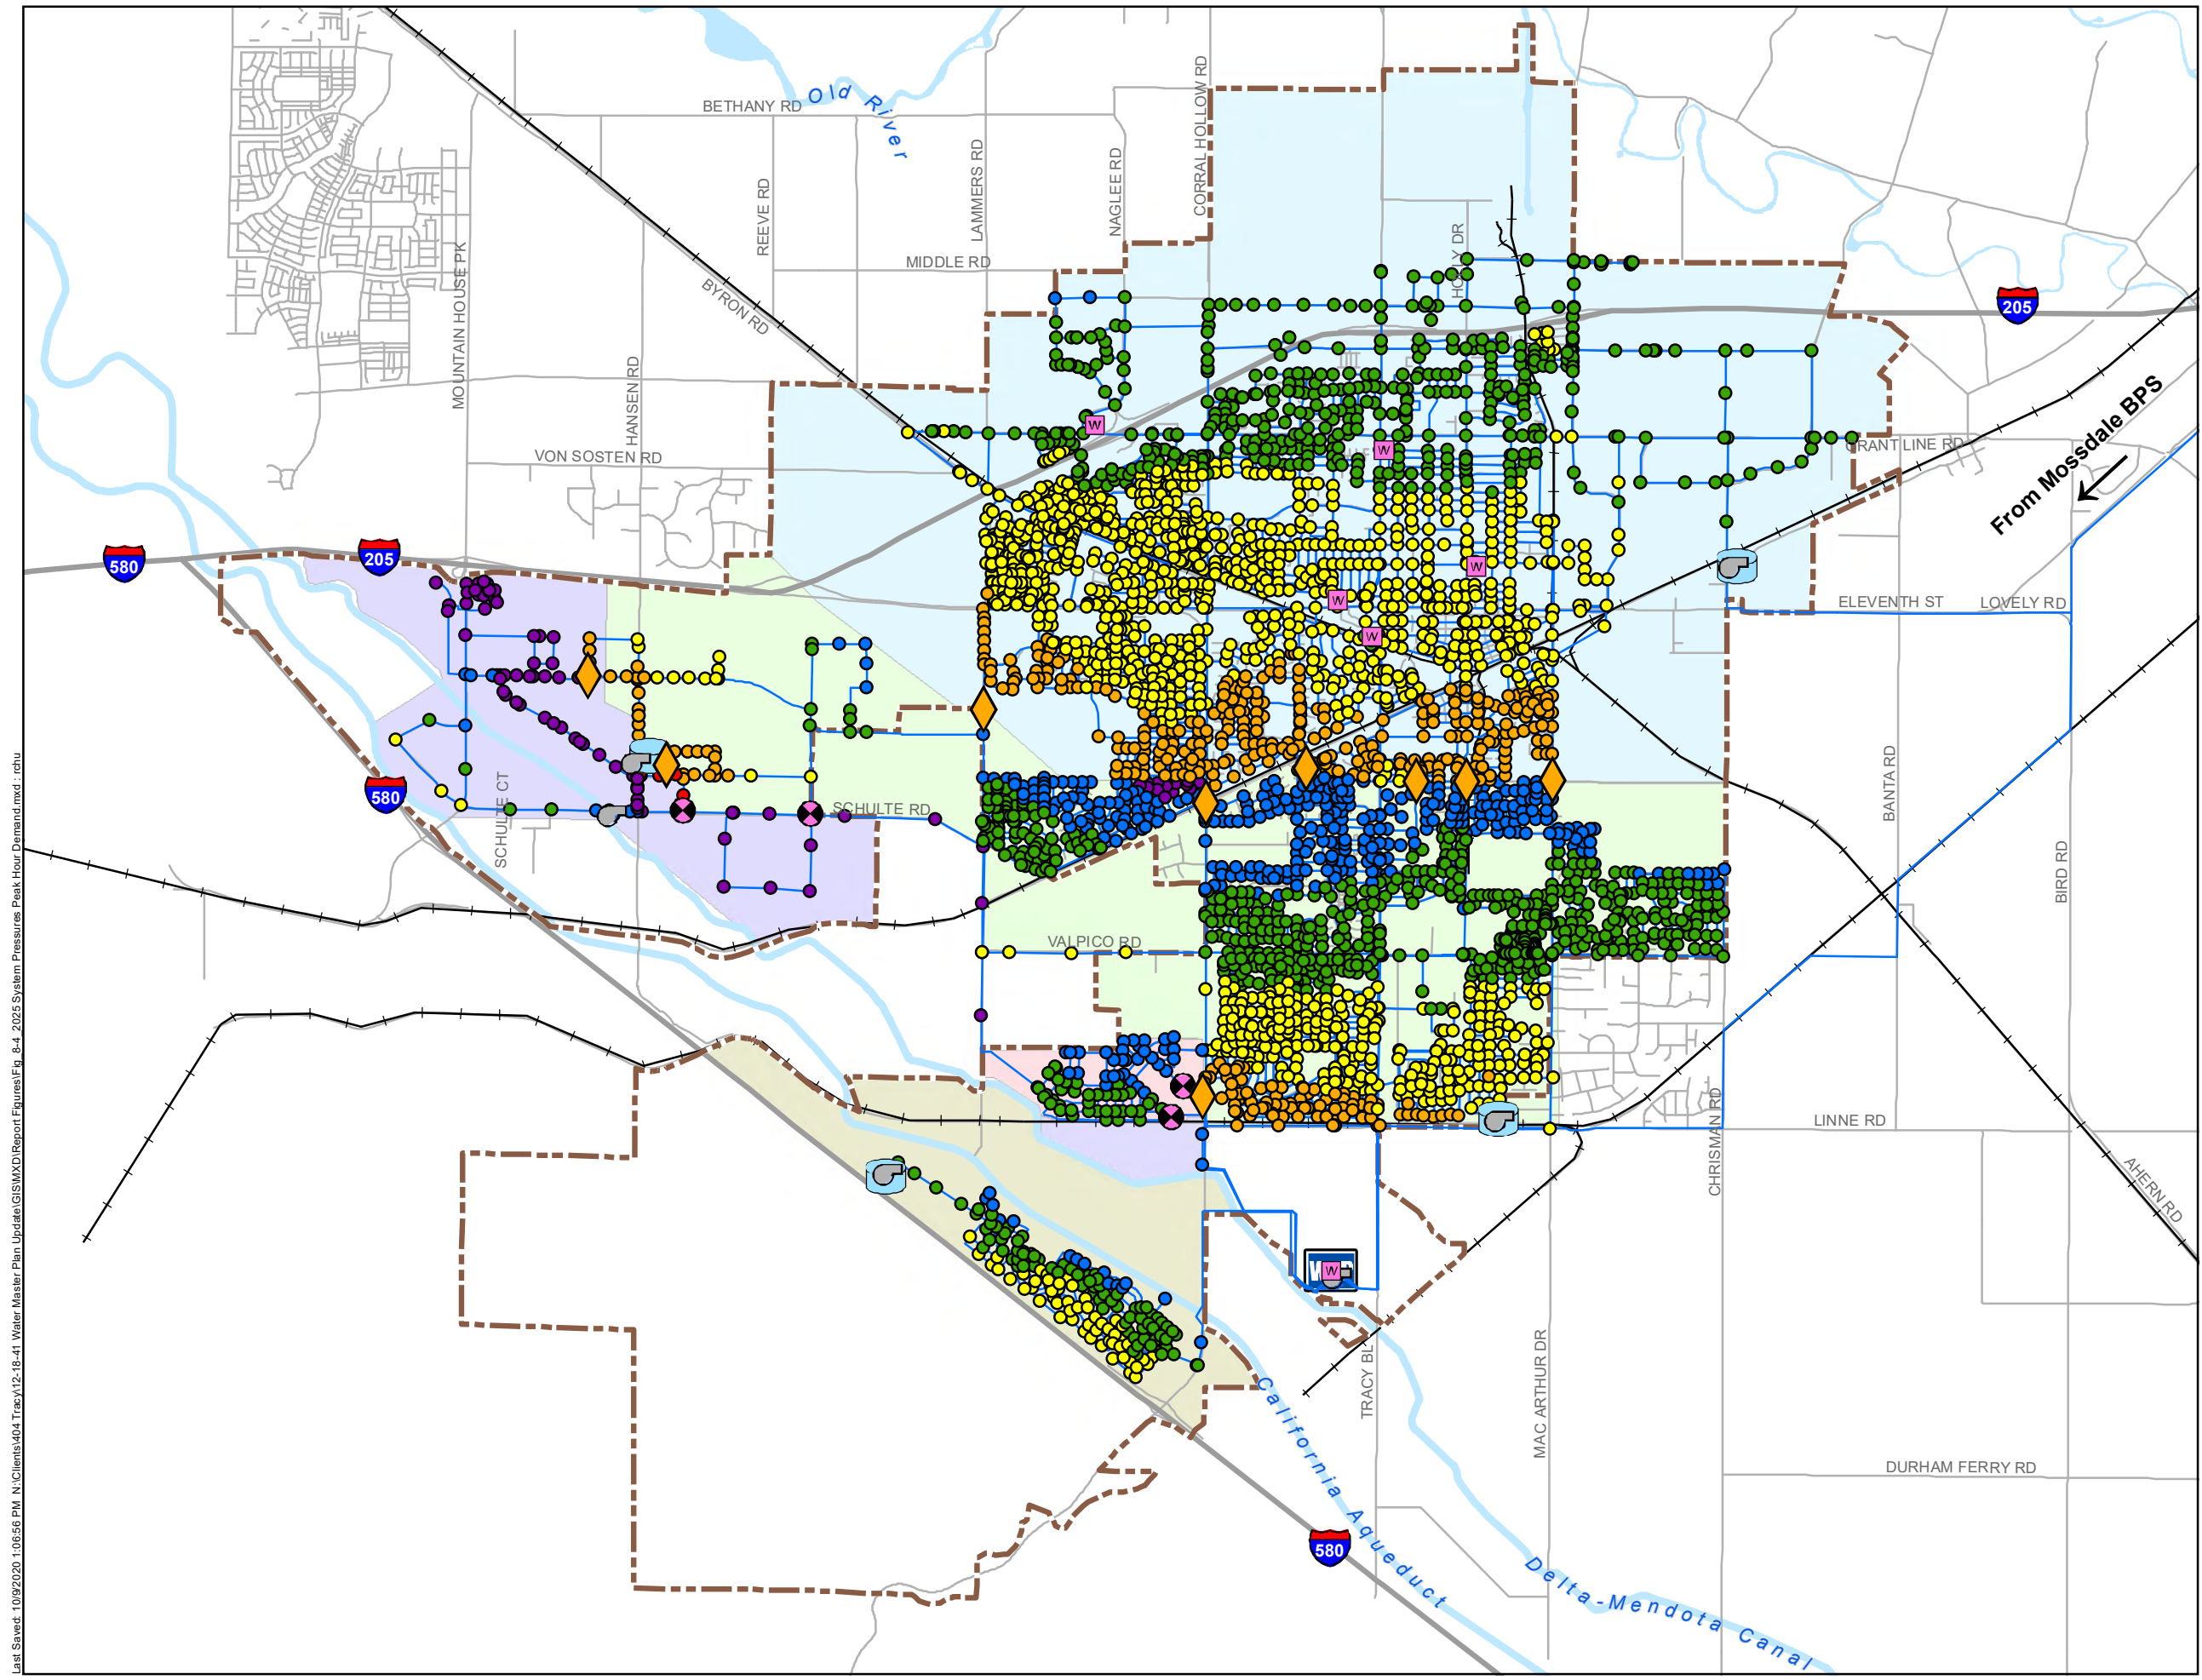 BETHANY RD
Old River
CORRAL HOLLOW RD
LAMMERS RD
NAGLEE RD
REEVE RD
HOLLY DR
MOUNTAIN HOUSE PK
MIDDLE RD
BYRON RD
205
HANSEN RD
From Mossdale BPS
W
GRANT LINE RD
W
VON SOSTEN RD
580
205
W
W
ELEVENTH ST
LOVELY RD
W
580
SCHULTE CT
SCHULTE RD
BANTA RD
BIRD RD
VALPICO RD
CHRISMAN RD
LINNE RD
AHERN RD
W
TRACY BL
MAC ARTHUR DR
California Aqueduct
DURHAM FERRY RD
580
Delta-Mendota Canal
Last Saved: 10/9/2020 1:06:56 PM N:\Clients\404 Tracy\12-18-41 Water Master Plan Update\GIS\MXD\Report Figures\Fig_8-4_2025 System Pressures Peak Hour Demand.mxd : rchu